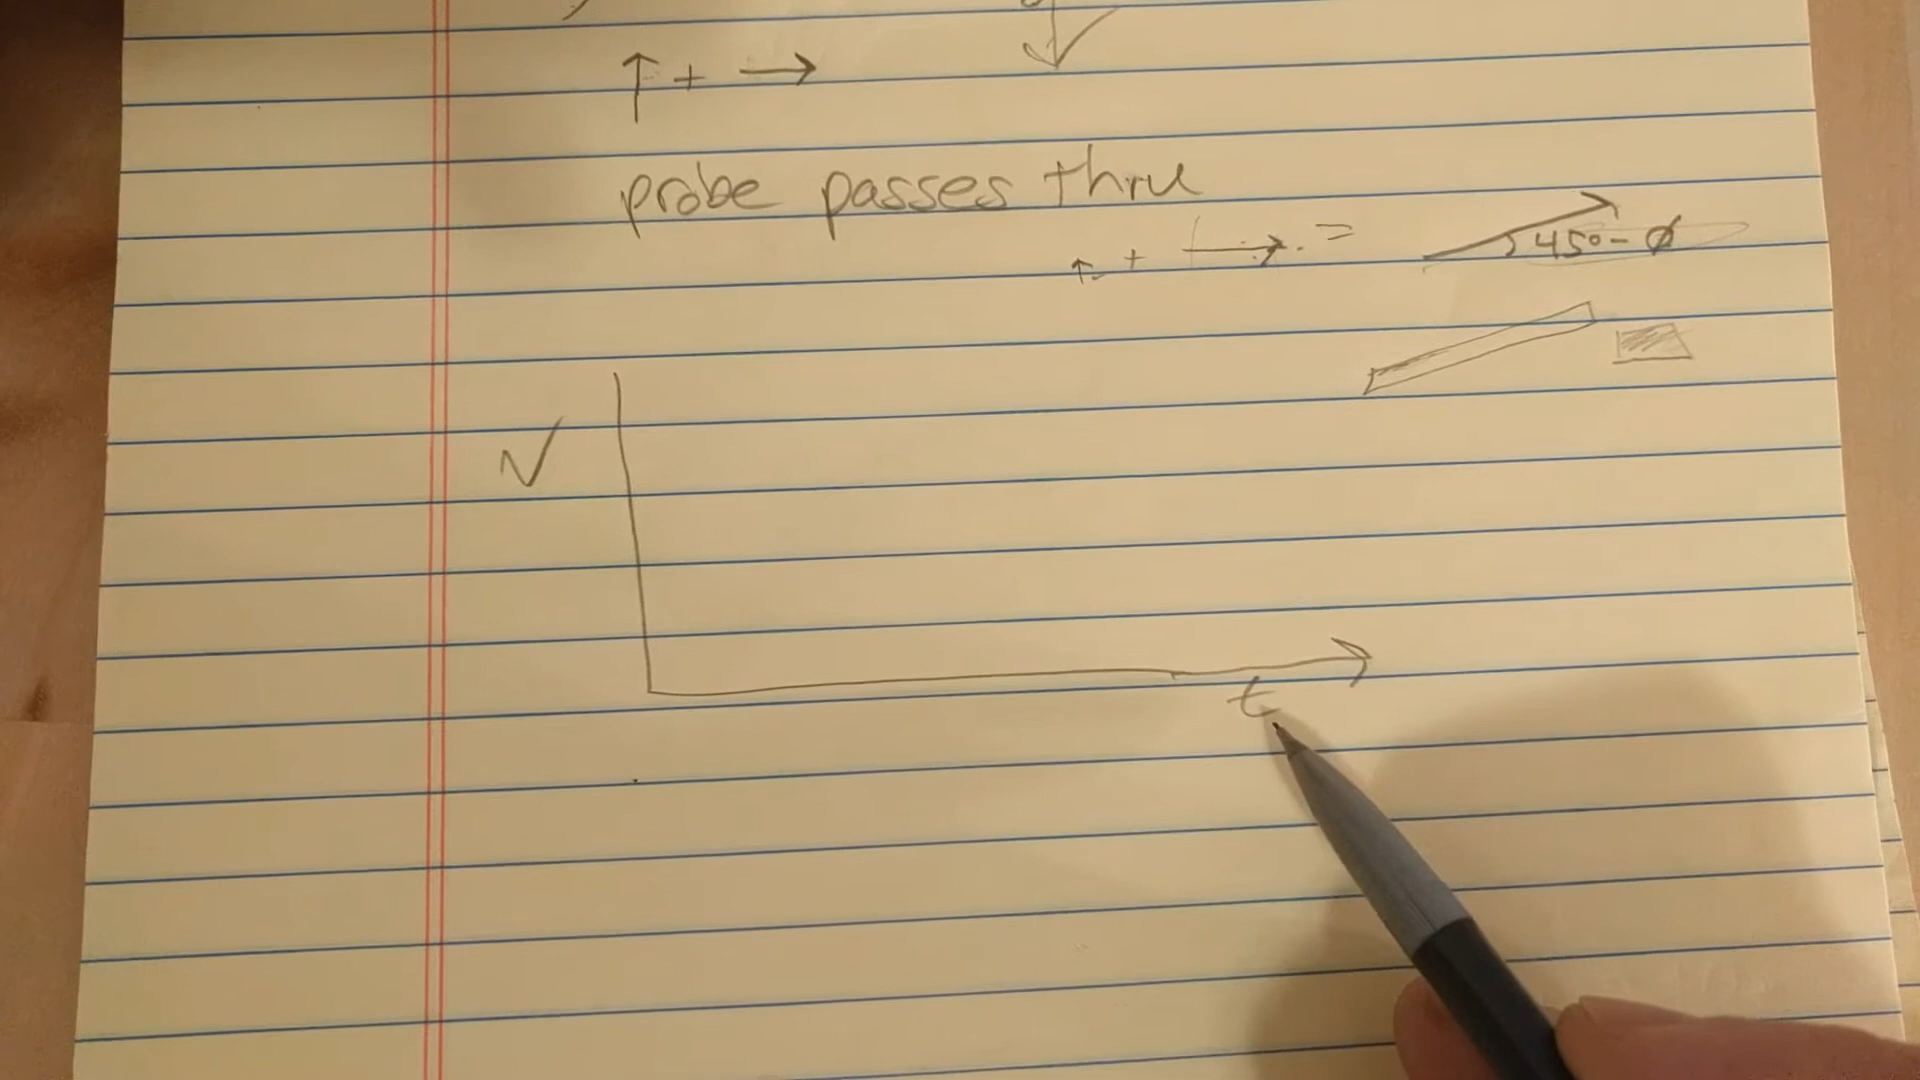 ↑ + →
probe passes thru
↑ + → =
45° - φ
V
t